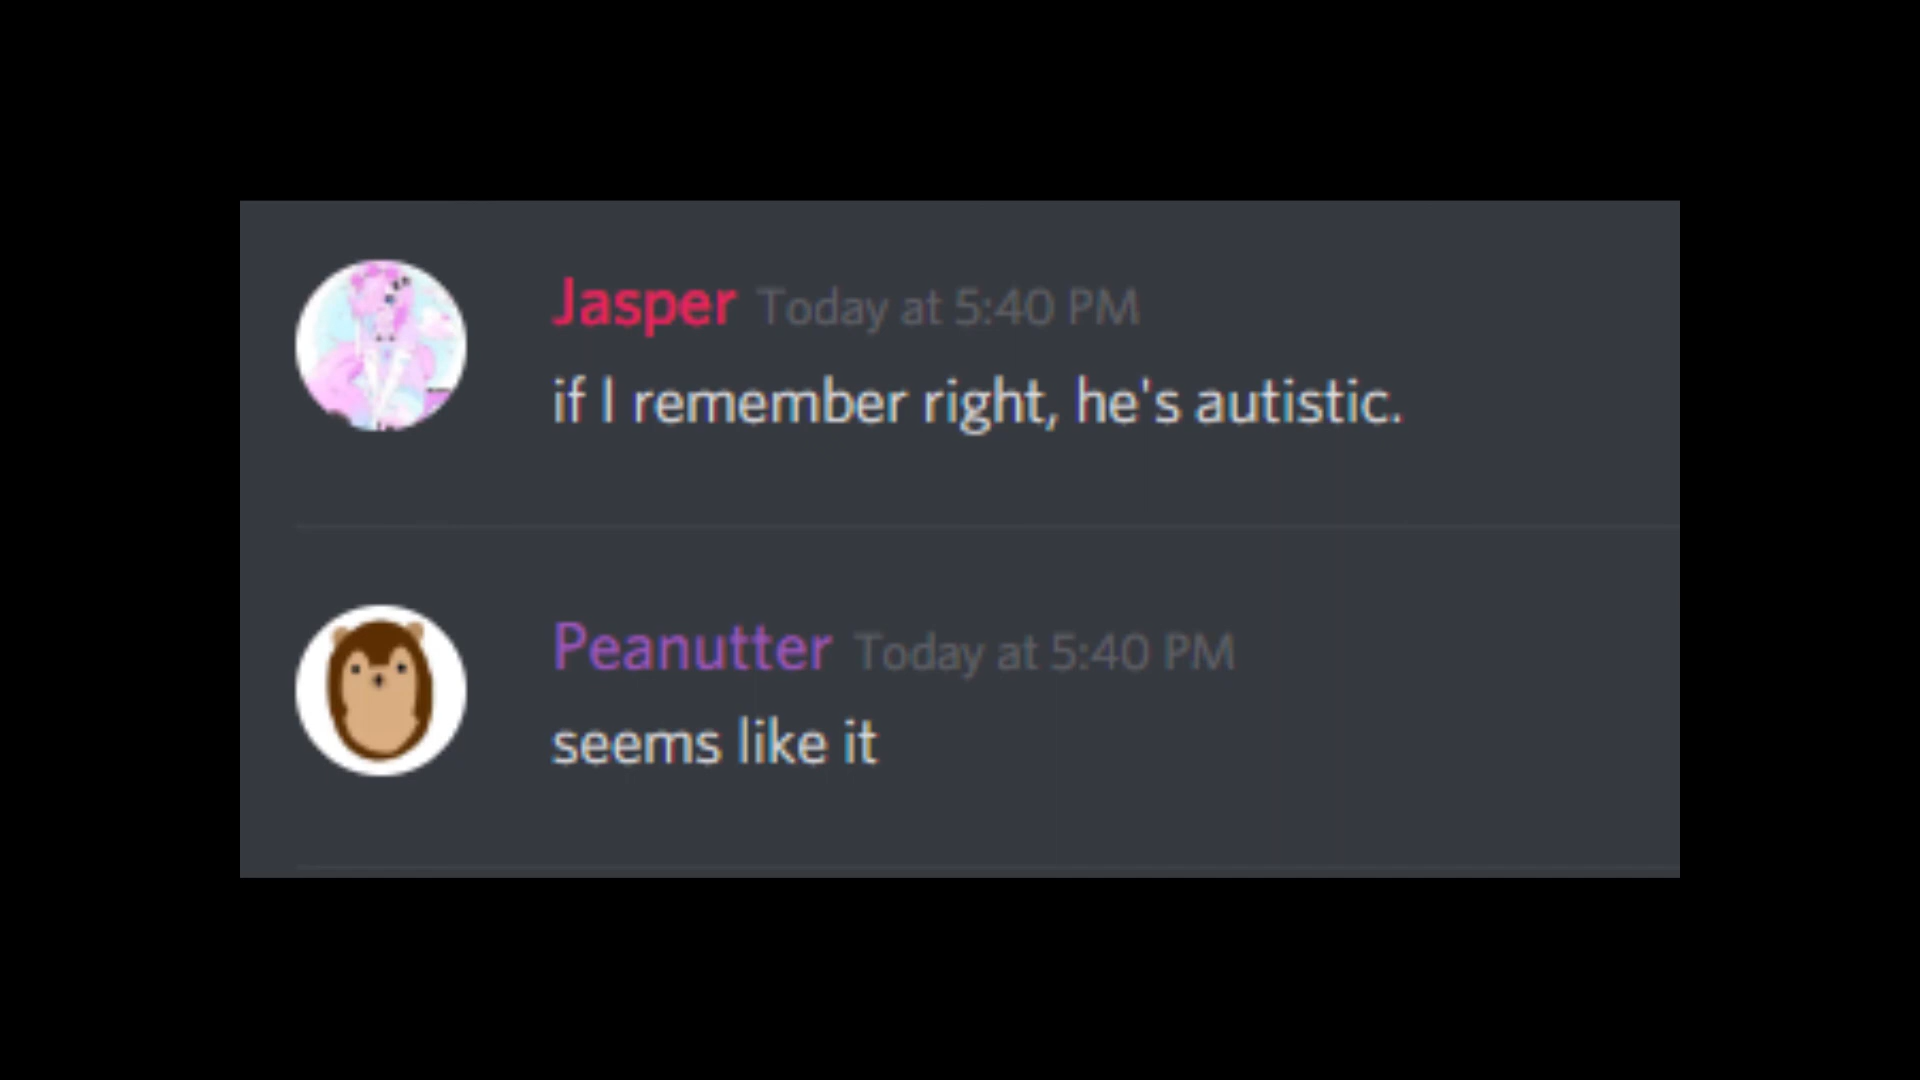 Jasper Today at 5:40 PM
if I remember right, he's autistic.
Peanutter Today at 5:40 PM
seems like it